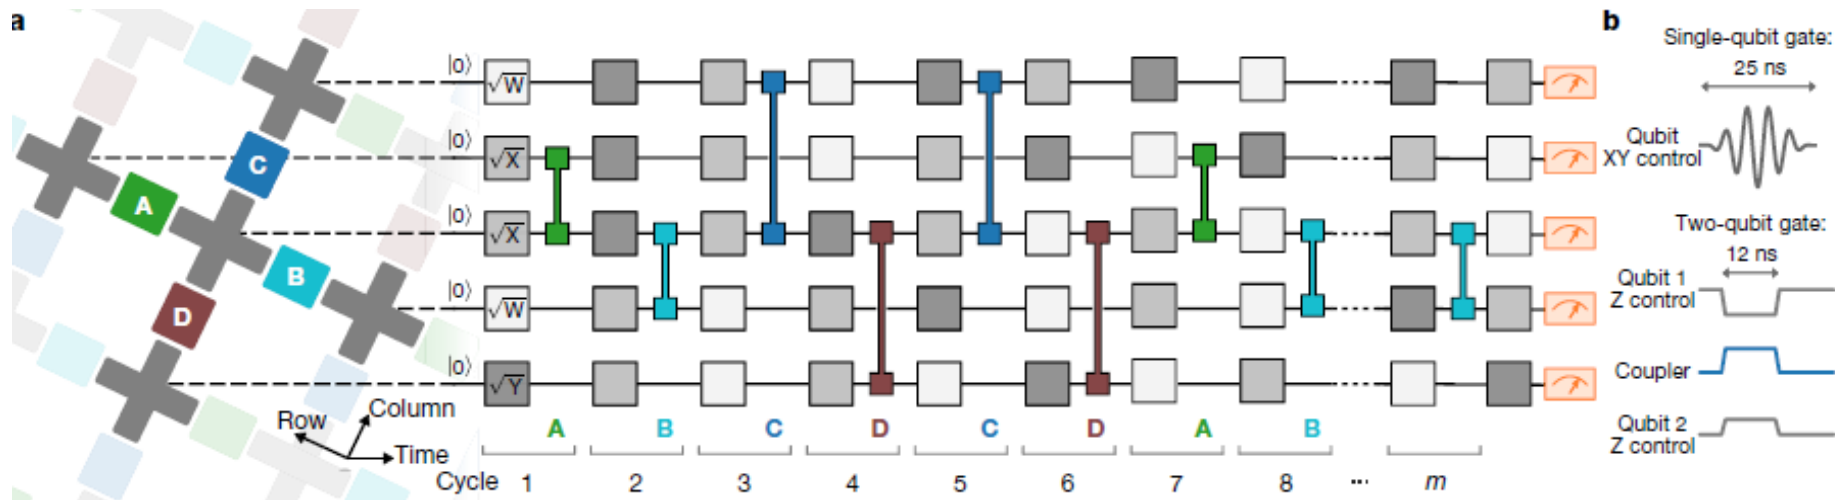 a
C
A
B
D
Row
Column
Time
|0⟩
|0⟩
|0⟩
|0⟩
|0⟩
√W
√X
√X
√W
√Y
A B C D C D A B
Cycle 1 2 3 4 5 6 7 8 ··· m
b
Single-qubit gate:
25 ns
Qubit
XY control
Two-qubit gate:
12 ns
Qubit 1
Z control
Coupler
Qubit 2
Z control